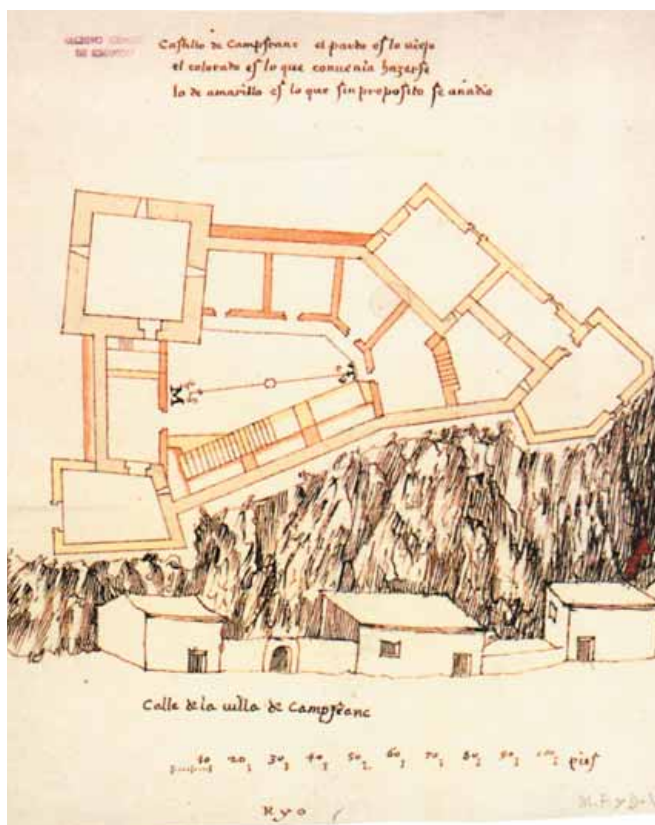 Castillo de Campfranc el pardo es lo viejo
el colorado es lo que convenia hazerse
lo de amarillo es lo que sin proposito se añadio
M
Calle de la villa de Campfranc
10 20 30 40 50 60 70 80 90 100 pies
Ryo